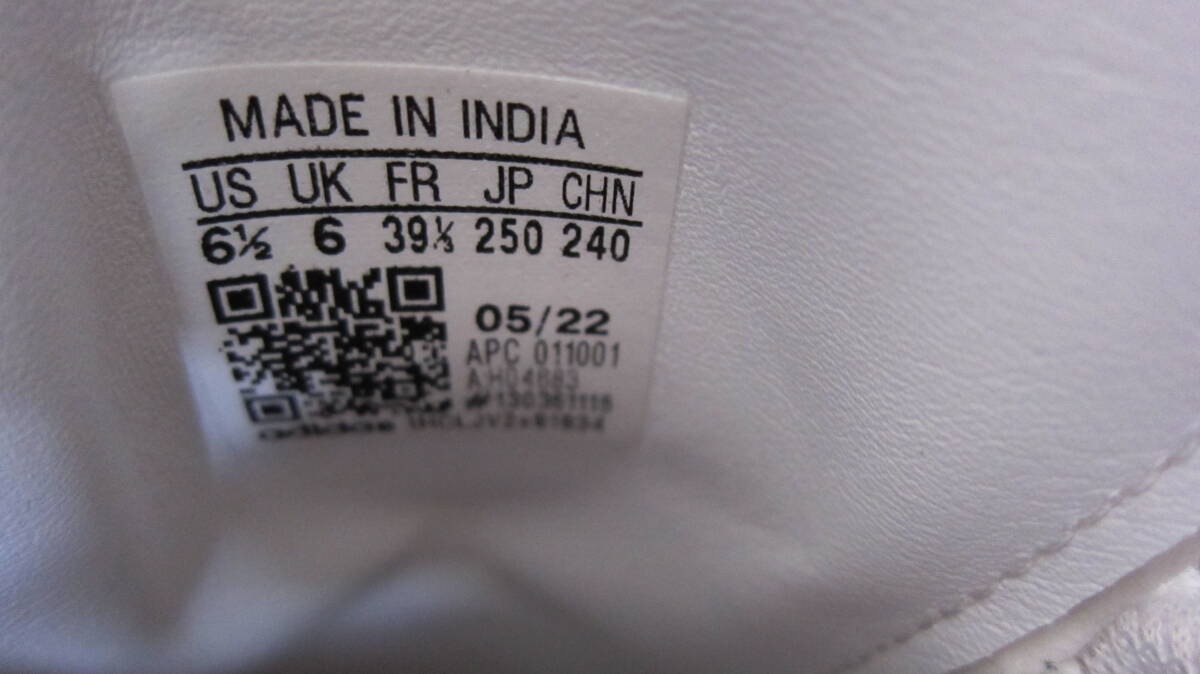 MADE IN INDIA
US UK FR JP CHN
6½ 6 39⅓ 250 240
05/22
APC 011001
adidas